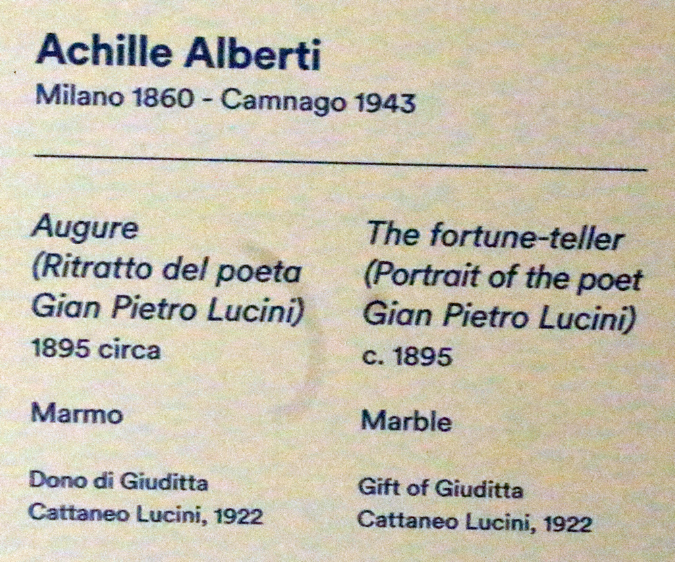 Achille Alberti
Milano 1860 - Camnago 1943
Augure
(Ritratto del poeta
Gian Pietro Lucini)
1895 circa
Marmo
Dono di Giuditta
Cattaneo Lucini, 1922
The fortune-teller
(Portrait of the poet
Gian Pietro Lucini)
c. 1895
Marble
Gift of Giuditta
Cattaneo Lucini, 1922